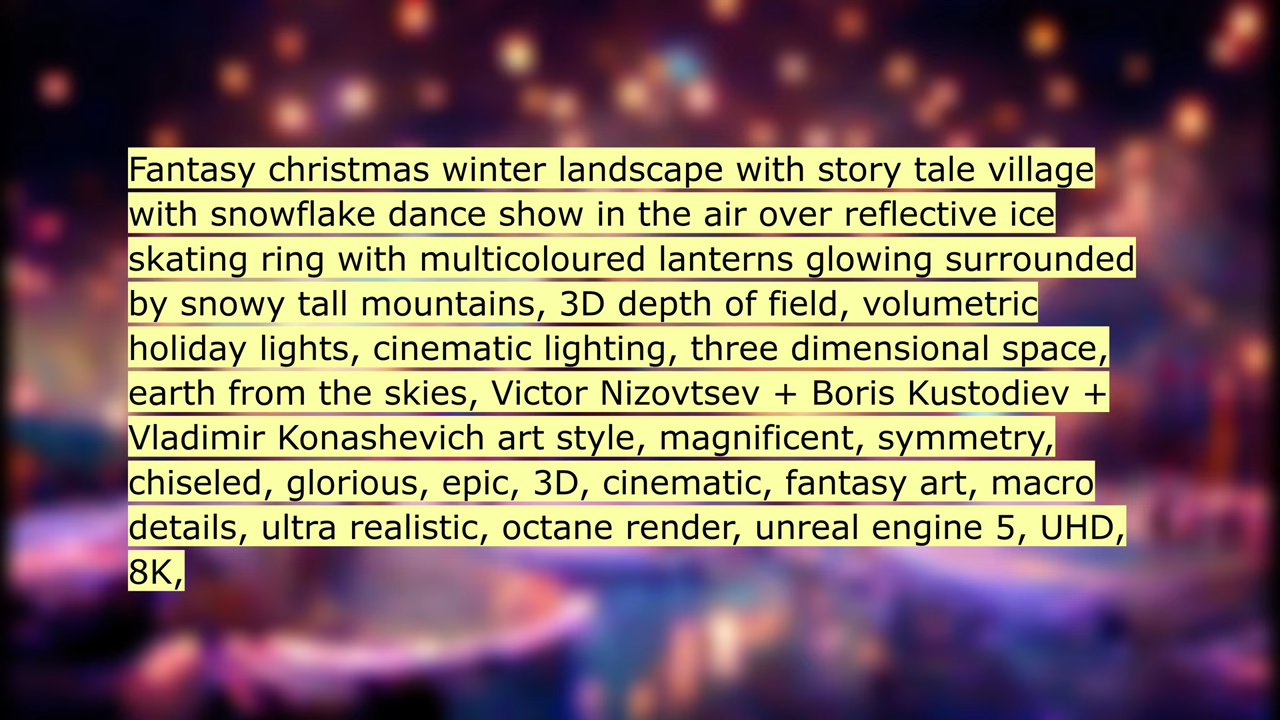 Fantasy christmas winter landscape with story tale village
with snowflake dance show in the air over reflective ice
skating ring with multicoloured lanterns glowing surrounded
by snowy tall mountains, 3D depth of field, volumetric
holiday lights, cinematic lighting, three dimensional space,
earth from the skies, Victor Nizovtsev + Boris Kustodiev +
Vladimir Konashevich art style, magnificent, symmetry,
chiseled, glorious, epic, 3D, cinematic, fantasy art, macro
details, ultra realistic, octane render, unreal engine 5, UHD,
8K,